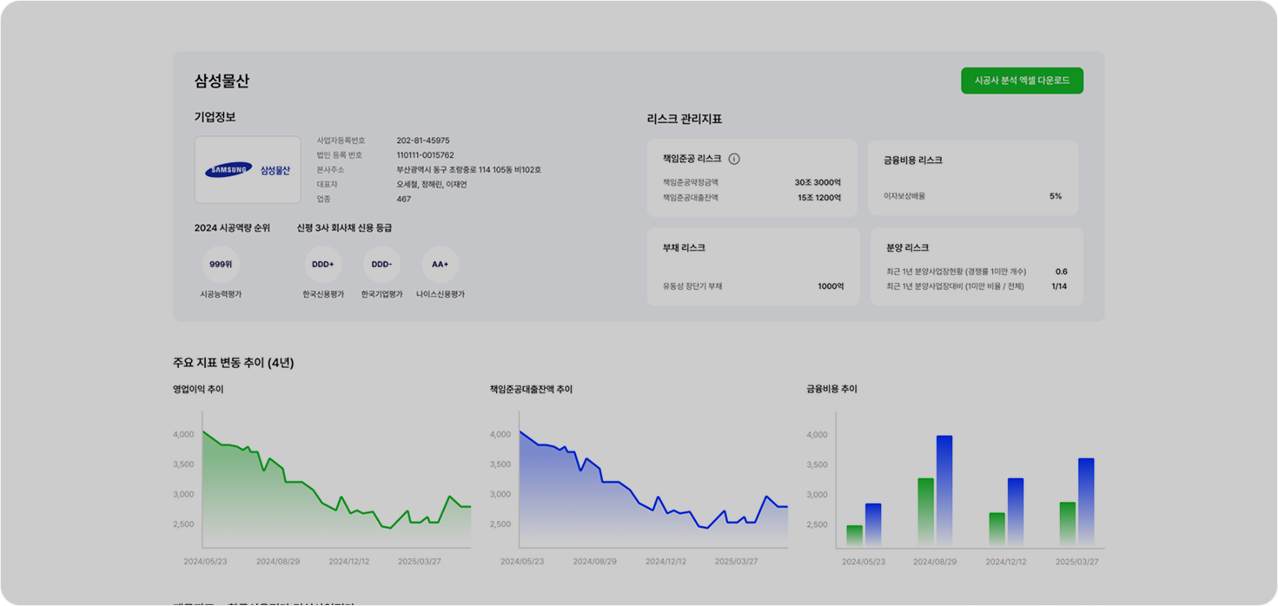 삼성물산
시공사 분석 엑셀 다운로드
기업정보
SAMSUNG 삼성물산
사업자등록번호 202-81-45975
법인 등록 번호 110111-0015762
본사주소 부산광역시 동구 조랑중로 114 105동 비102호
대표자 오세철, 정해린, 이재언
업종 467
2024 시공역량 순위
999위
시공능력평가
신평 3사 회사채 신용 등급
DDD+ DDD- AA+
한국신용평가 한국기업평가 나이스신용평가
리스크 관리지표
책임준공 리스크
책임준공약정금액 30조 3000억
책임준공대출잔액 15조 1200억
금융비용 리스크
이자보상배율 5%
부채 리스크
유동성 장단기 부채 1000억
분양 리스크
최근 1년 분양사업장현황 (경쟁률 1미만 개수) 0.6
최근 1년 분양사업장대비 (1미만 비율 / 전체) 1/14
주요 지표 변동 추이 (4년)
영업이익 추이
4,000
3,500
3,000
2,500
2024/05/23 2024/08/29 2024/12/12 2025/03/27
책임준공대출잔액 추이
4,000
3,500
3,000
2,500
2024/05/23 2024/08/29 2024/12/12 2025/03/27
금융비용 추이
4,000
3,500
3,000
2,500
2024/05/23 2024/08/29 2024/12/12 2025/03/27